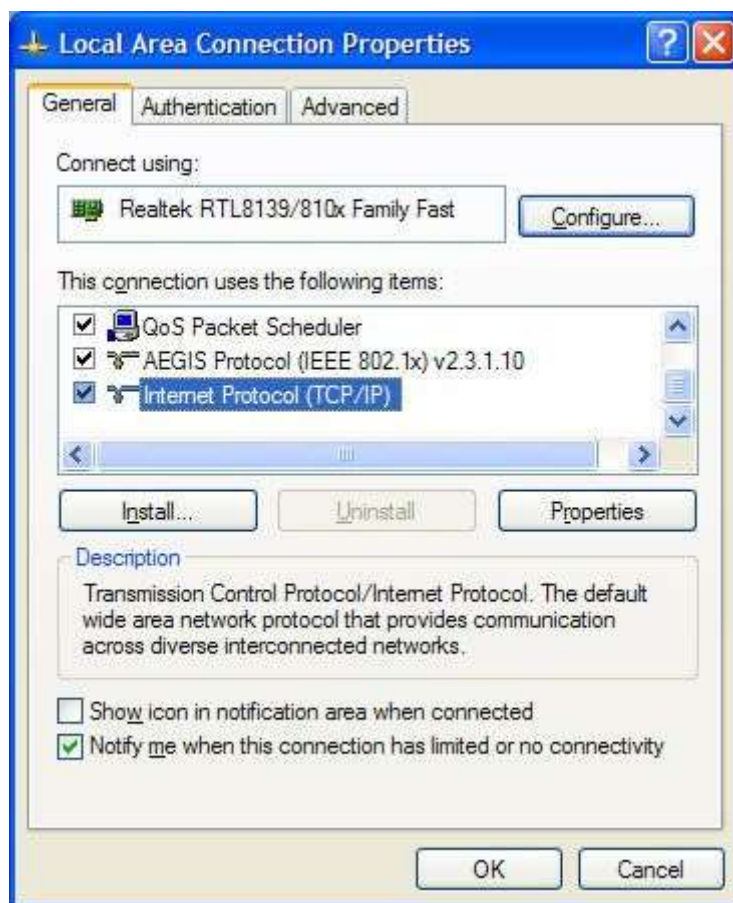 Local Area Connection Properties
General Authentication Advanced
Connect using:
Realtek RTL8139/810x Family Fast
Configure...
This connection uses the following items:
QoS Packet Scheduler
AEGIS Protocol (IEEE 802.1x) v2.3.1.10
Internet Protocol (TCP/IP)
Install... Uninstall Properties
Description
Transmission Control Protocol/Internet Protocol. The default
wide area network protocol that provides communication
across diverse interconnected networks.
Show icon in notification area when connected
Notify me when this connection has limited or no connectivity
OK Cancel